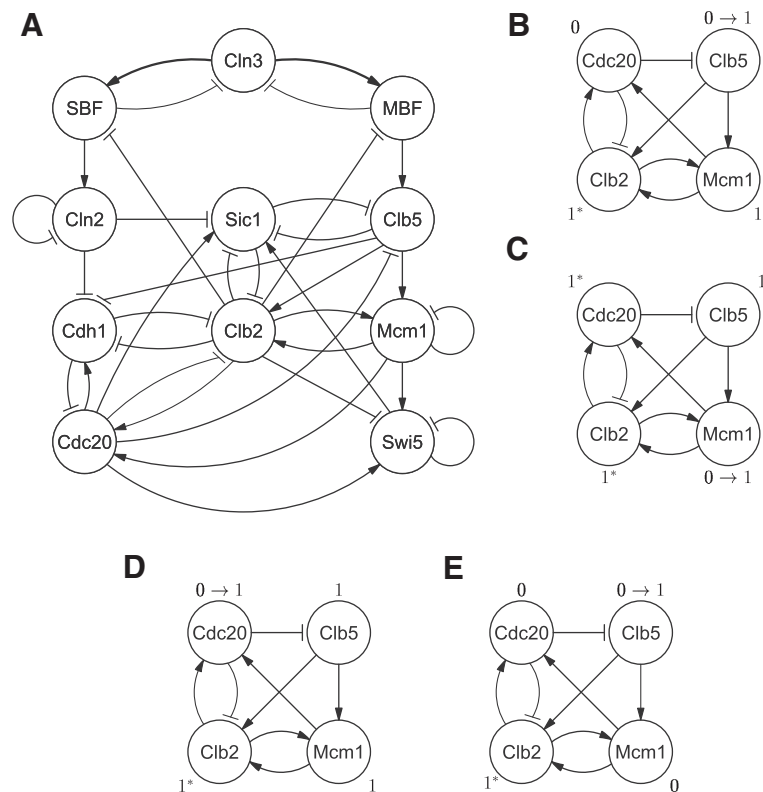 A
Cln3
SBF
MBF
Cln2
Sic1
Clb5
Cdh1
Clb2
Mcm1
Cdc20
Swi5
B
0
0 → 1
Cdc20
Clb5
Clb2
Mcm1
1*
1
C
1*
1
Cdc20
Clb5
Clb2
Mcm1
1*
0 → 1
D
0 → 1
1
Cdc20
Clb5
Clb2
Mcm1
1*
1
E
0
0 → 1
Cdc20
Clb5
Clb2
Mcm1
1*
0